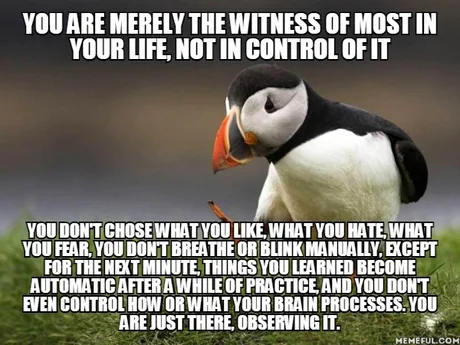 YOU ARE MERELY THE WITNESS OF MOST IN
YOUR LIFE, NOT IN CONTROL OF IT
YOU DON'T CHOSE WHAT YOU LIKE, WHAT YOU HATE, WHAT
YOU FEAR, YOU DON'T BREATHE OR BLINK MANUALLY, EXCEPT
FOR THE NEXT MINUTE, THINGS YOU LEARNED BECOME
AUTOMATIC AFTER A WHILE OF PRACTICE, AND YOU DON'T
EVEN CONTROL HOW OR WHAT YOUR BRAIN PROCESSES. YOU
ARE JUST THERE, OBSERVING IT.
MEMEFUL.COM